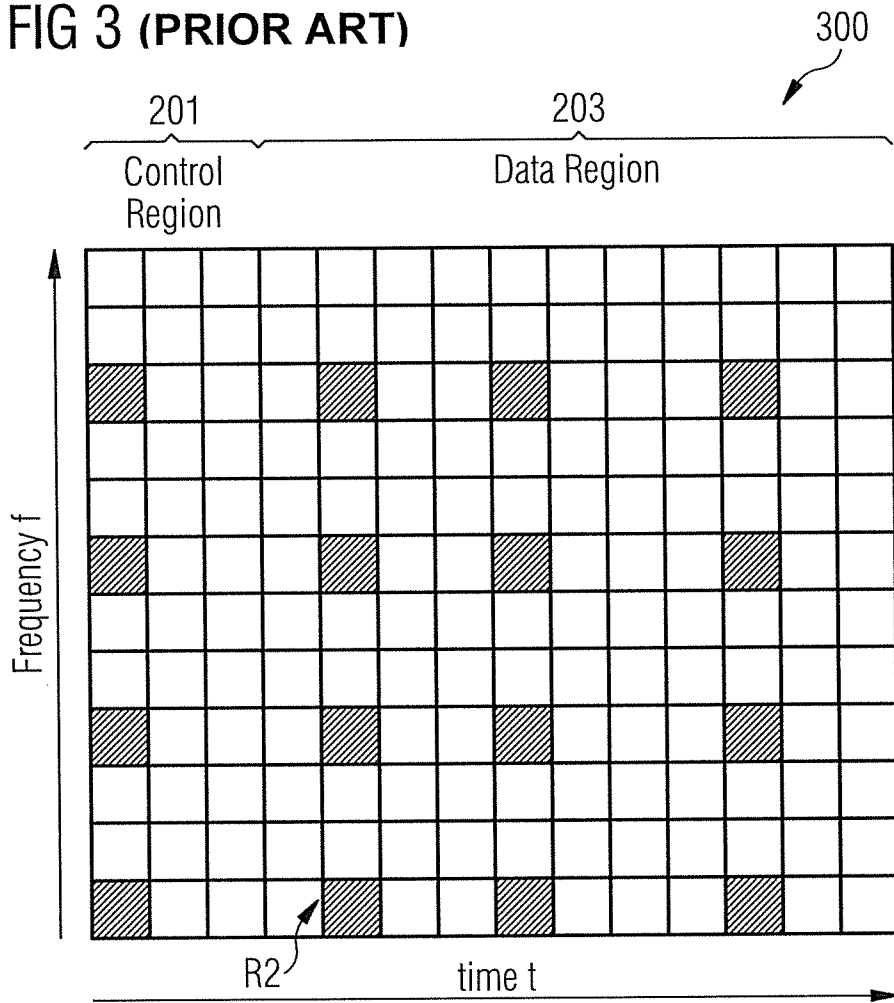 FIG 3 (PRIOR ART)
300
201
203
Control
Region
Data Region
Frequency f
R2
time t